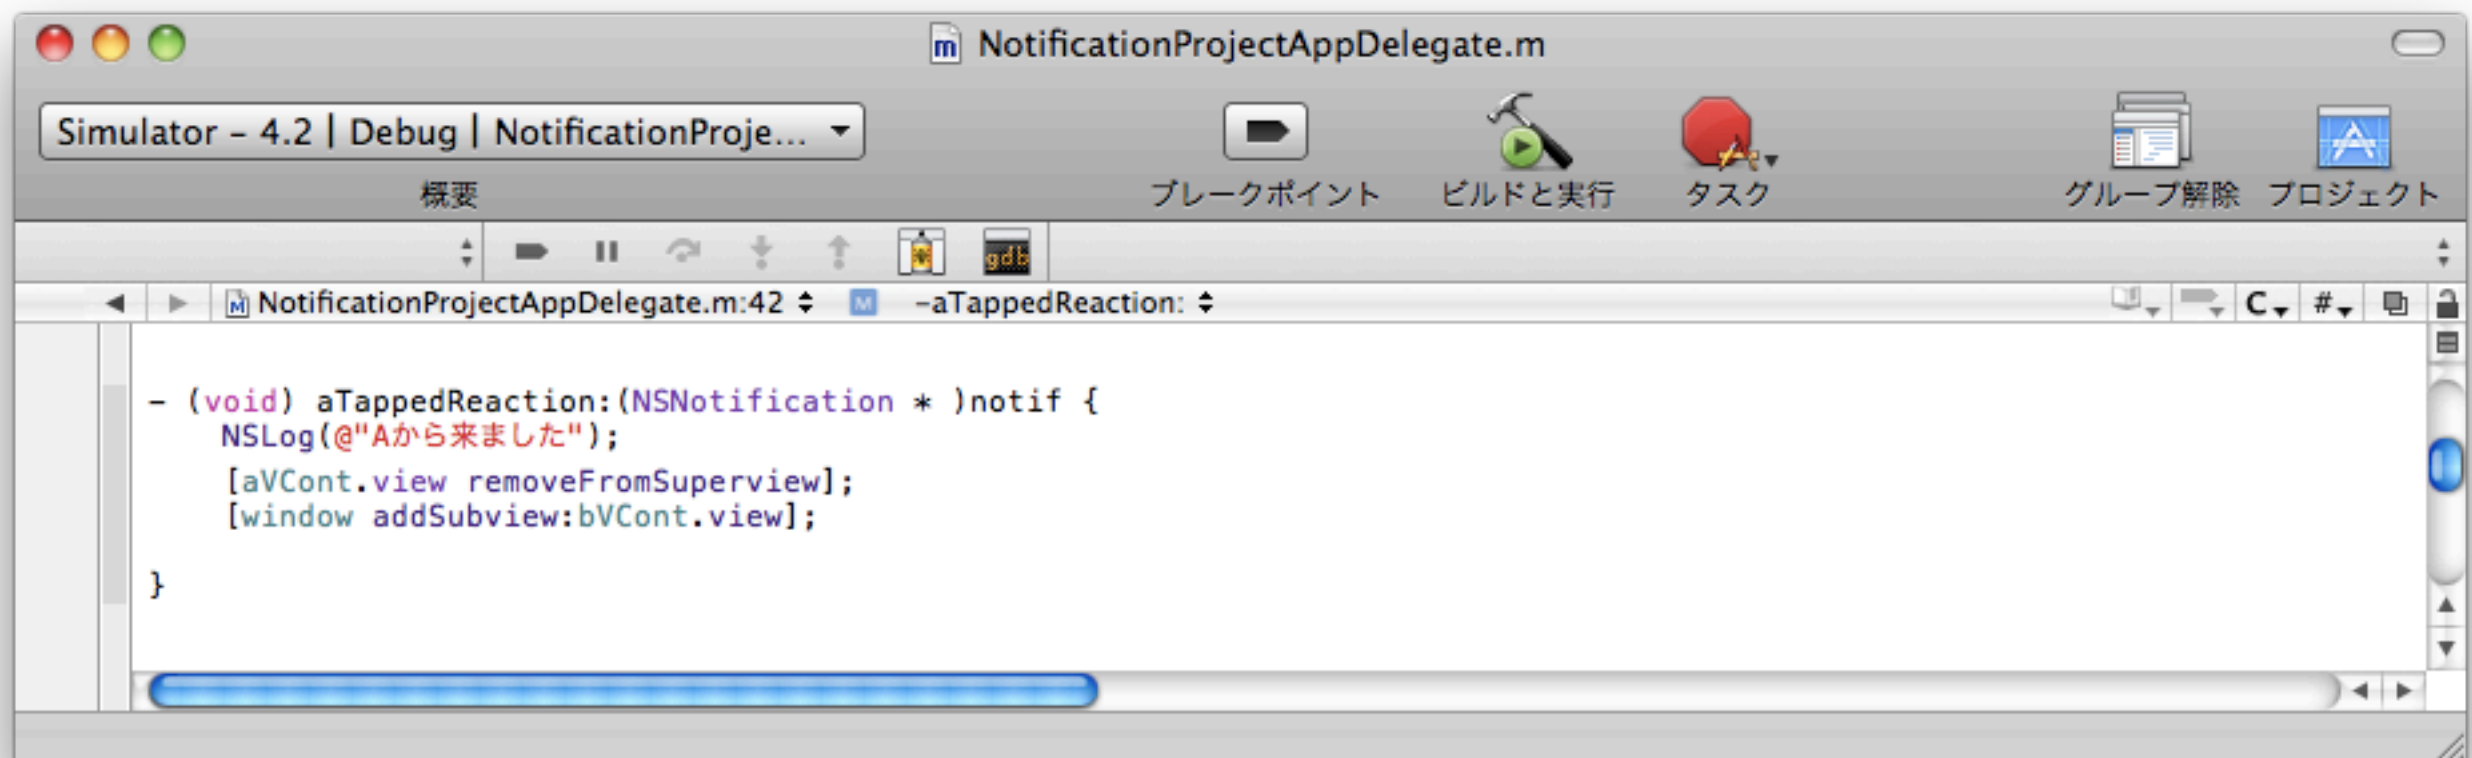 NotificationProjectAppDelegate.m
Simulator – 4.2 | Debug | NotificationProje...
概要
ブレークポイント
ビルドと実行
タスク
グループ解除
プロジェクト
gdb
NotificationProjectAppDelegate.m:42
M
-aTappedReaction:
C
#
- (void) aTappedReaction:(NSNotification * )notif {
NSLog(@"Aから来ました");
[aVCont.view removeFromSuperview];
[window addSubview:bVCont.view];
}